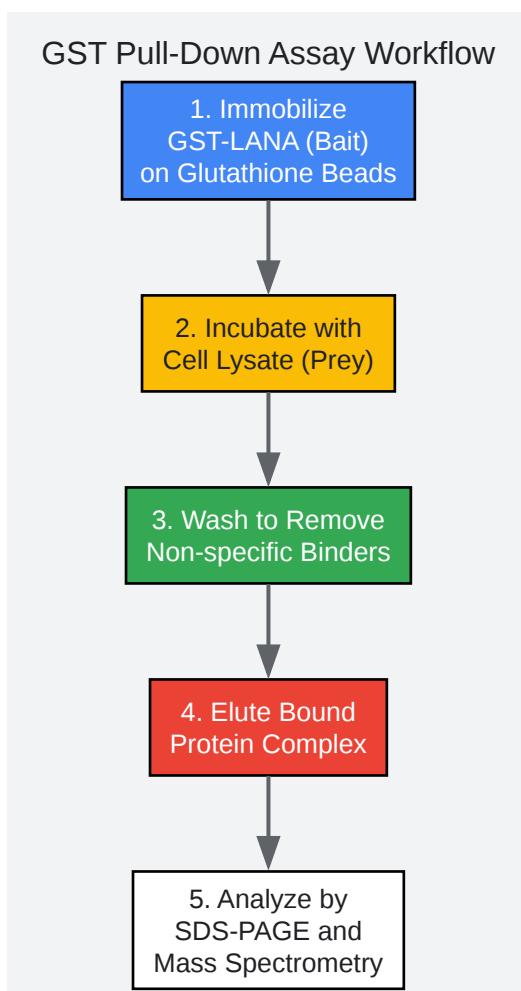 GST Pull-Down Assay Workflow
1. Immobilize
GST-LANA (Bait)
on Glutathione Beads
2. Incubate with
Cell Lysate (Prey)
3. Wash to Remove
Non-specific Binders
4. Elute Bound
Protein Complex
5. Analyze by
SDS-PAGE and
Mass Spectrometry